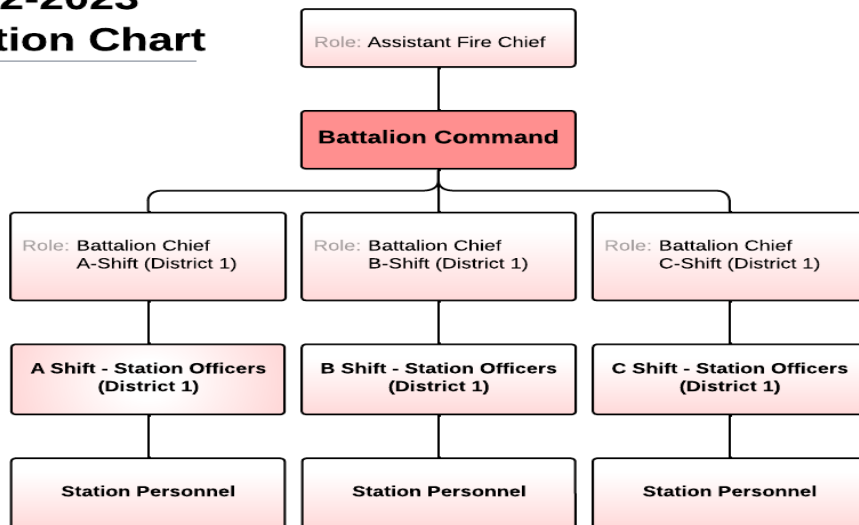 2-2023
tion Chart
Role: Assistant Fire Chief
Battalion Command
Role: Battalion Chief
A-Shift (District 1)
Role: Battalion Chief
B-Shift (District 1)
Role: Battalion Chief
C-Shift (District 1)
A Shift - Station Officers
(District 1)
B Shift - Station Officers
(District 1)
C Shift - Station Officers
(District 1)
Station Personnel
Station Personnel
Station Personnel